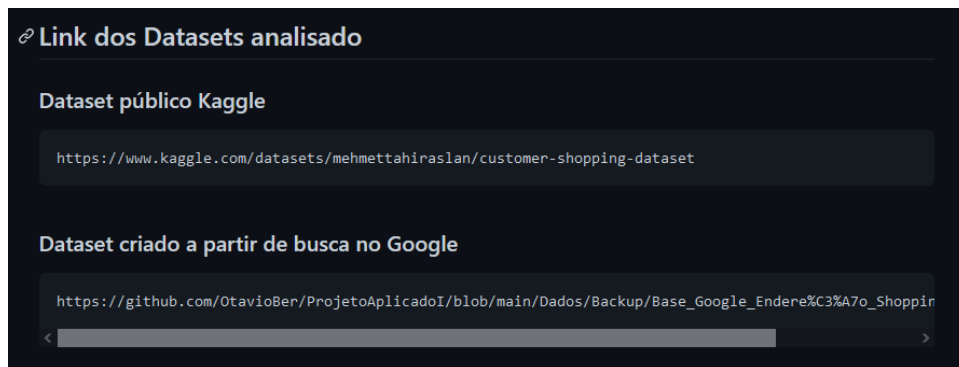 Link dos Datasets analisado
Dataset público Kaggle
https://www.kaggle.com/datasets/mehmettahiraslan/customer-shopping-dataset
Dataset criado a partir de busca no Google
https://github.com/OtavioBer/ProjetoAplicadoI/blob/main/Dados/Backup/Base_Google_Endere%C3%A7o_Shoppin